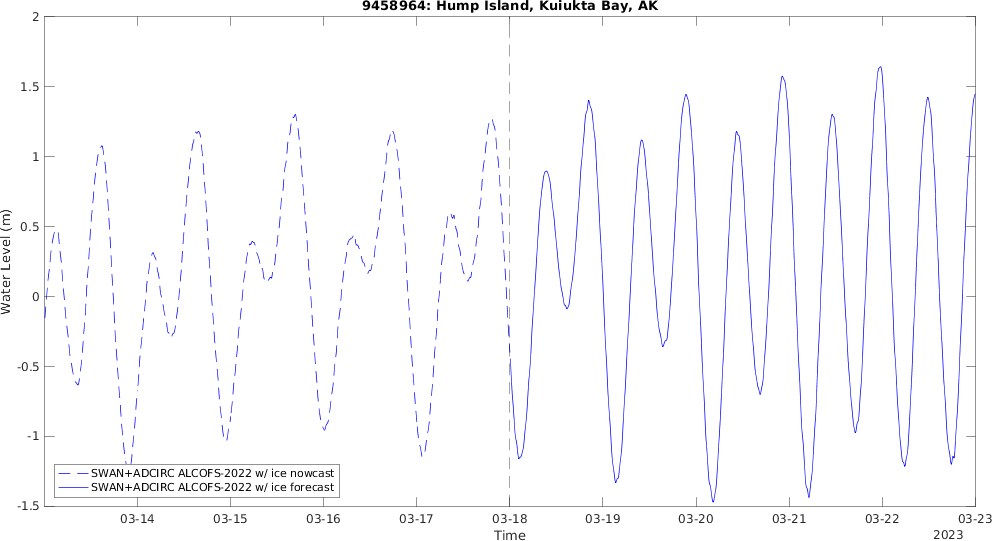 9458964: Hump Island, Kuiukta Bay, AK
Water Level (m)
2
1.5
1
0.5
0
-0.5
-1
-1.5
SWAN+ADCIRC ALCOFS-2022 w/ ice nowcast
SWAN+ADCIRC ALCOFS-2022 w/ ice forecast
03-14 03-15 03-16 03-17 03-18 03-19 03-20 03-21 03-22 03-23
Time
2023